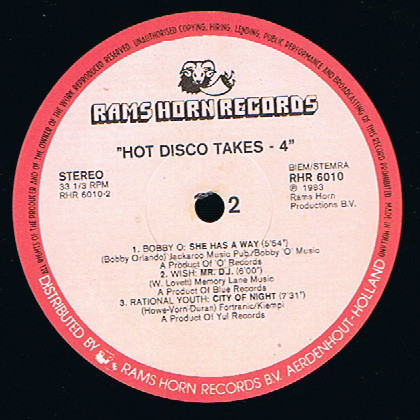 ALL RIGHTS OF THE PRODUCER AND OF THE OWNER OF THE WORK REPRODUCED RESERVED. UNAUTHORISED COPYING, HIRING, LENDING, PUBLIC PERFORMANCE AND BROADCASTING OF THIS RECORD PROHIBITED. MADE IN HOLLAND
RAMS HORN RECORDS
"HOT DISCO TAKES - 4"
STEREO
33 1/3 RPM
RHR 6010-2
BIEM/STEMRA
RHR 6010
℗ 1983
Rams Horn
Productions B.V.
2
1. BOBBY O: SHE HAS A WAY (5'54")
(Bobby Orlando) Jackaroo Music Pub/Bobby 'O' Music
A Product Of 'O' Records
2. WISH: MR. D.J. (6'00")
(W. Lovett) Memory Lane Music
A Product Of Blue Records
3. RATIONAL YOUTH: CITY OF NIGHT (7'31")
(Howe-Vorn-Duran) Fortranic/Klempi
A Product Of Yul Records
DISTRIBUTED BY RAMS HORN RECORDS B.V. AERDENHOUT-HOLLAND